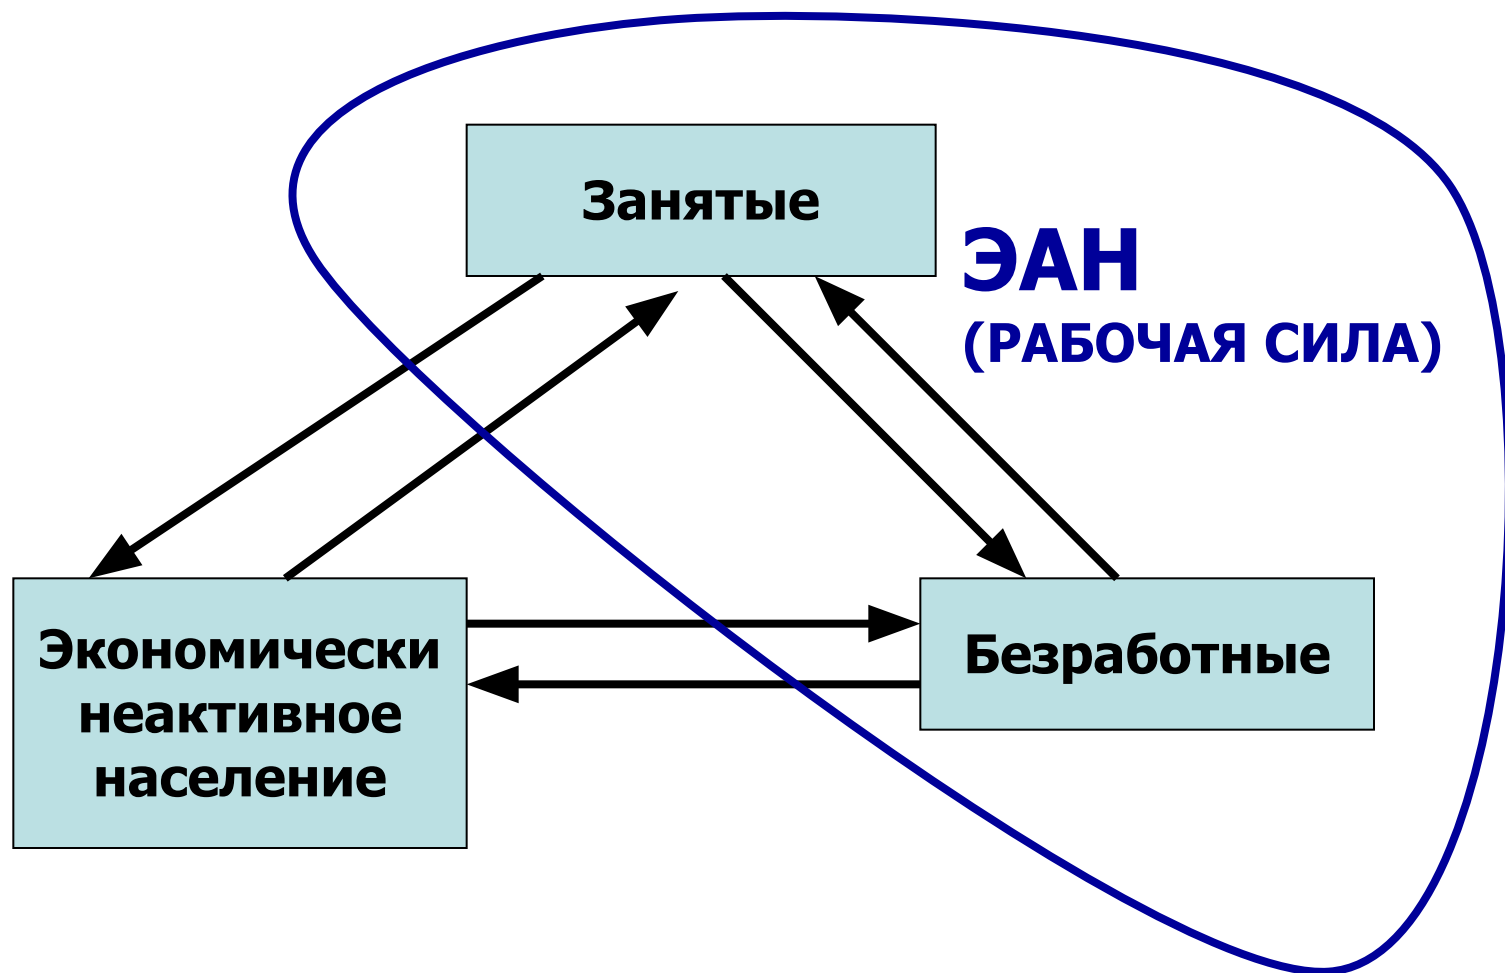 Занятые
ЭАН
(РАБОЧАЯ СИЛА)
Экономически
неактивное
население
Безработные